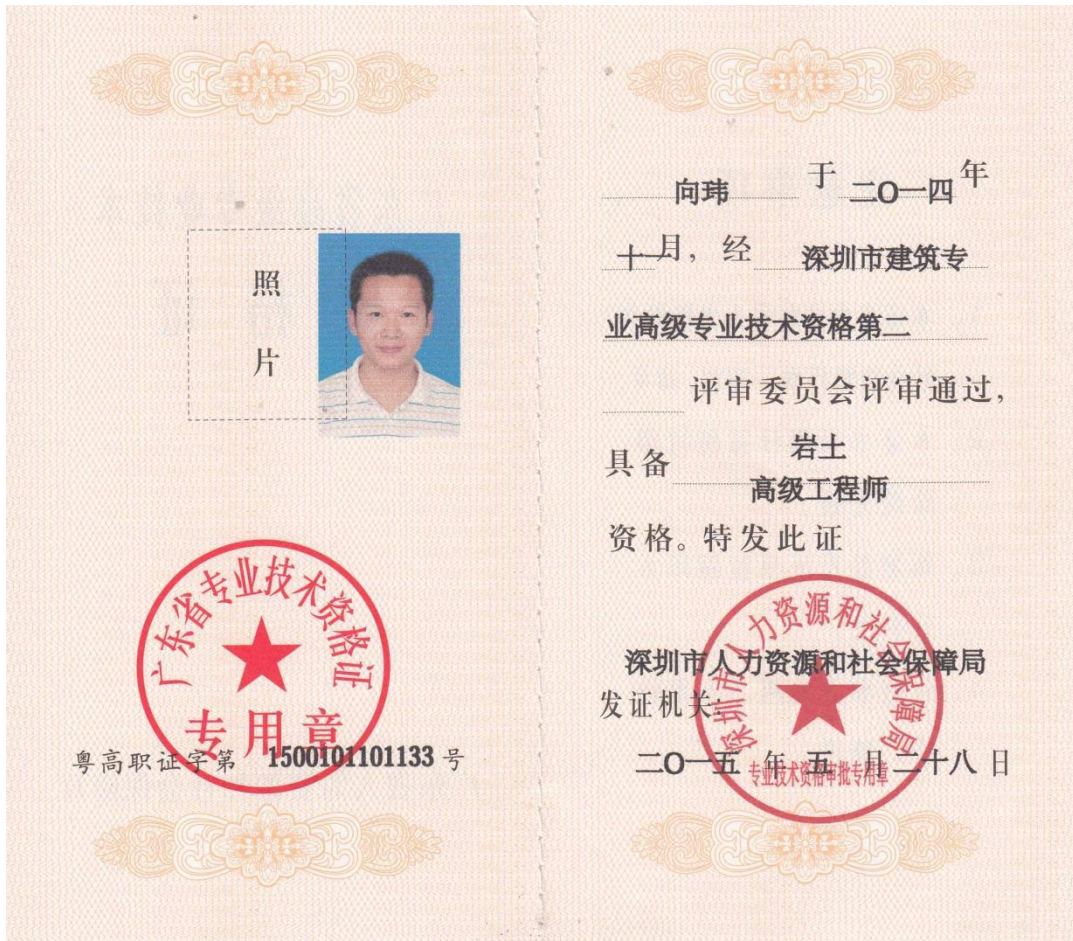 照
片
广东省专业技术资格证
专用章
粤高职证字第 1500101101133 号
向玮 于 二O一四 年
十一月，经 深圳市建筑专
业高级专业技术资格第二
评审委员会评审通过，
具备 岩土
高级工程师
资格。特发此证
深圳市人力资源和社会保障局
深圳市人力资源和社会保障局
发证机关：
二O一五 年 五 月 二十八 日
专业技术资格审批专用章